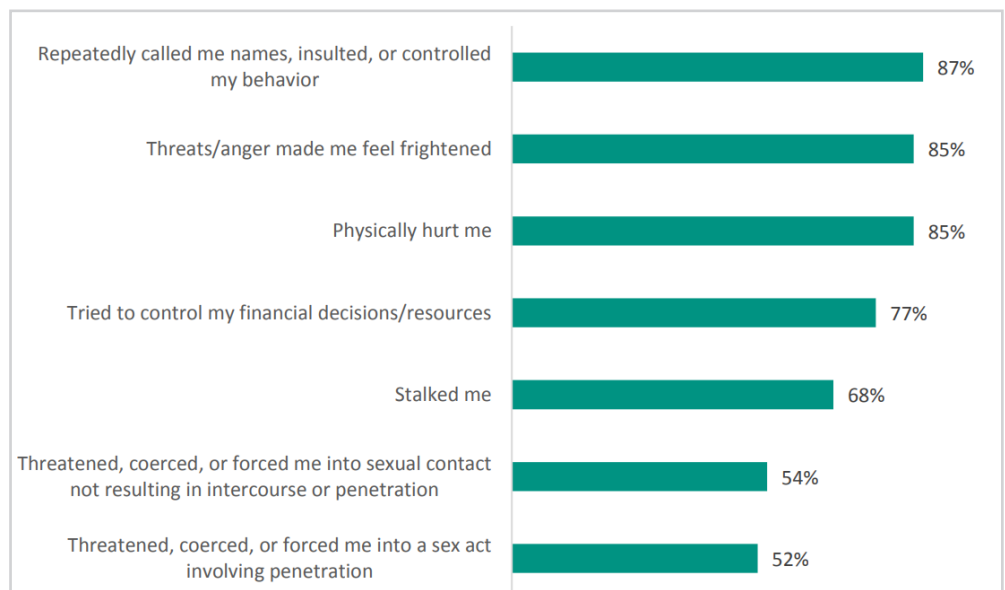 Repeatedly called me names, insulted, or controlled
my behavior
87%
Threats/anger made me feel frightened
85%
Physically hurt me
85%
Tried to control my financial decisions/resources
77%
Stalked me
68%
Threatened, coerced, or forced me into sexual contact
not resulting in intercourse or penetration
54%
Threatened, coerced, or forced me into a sex act
involving penetration
52%